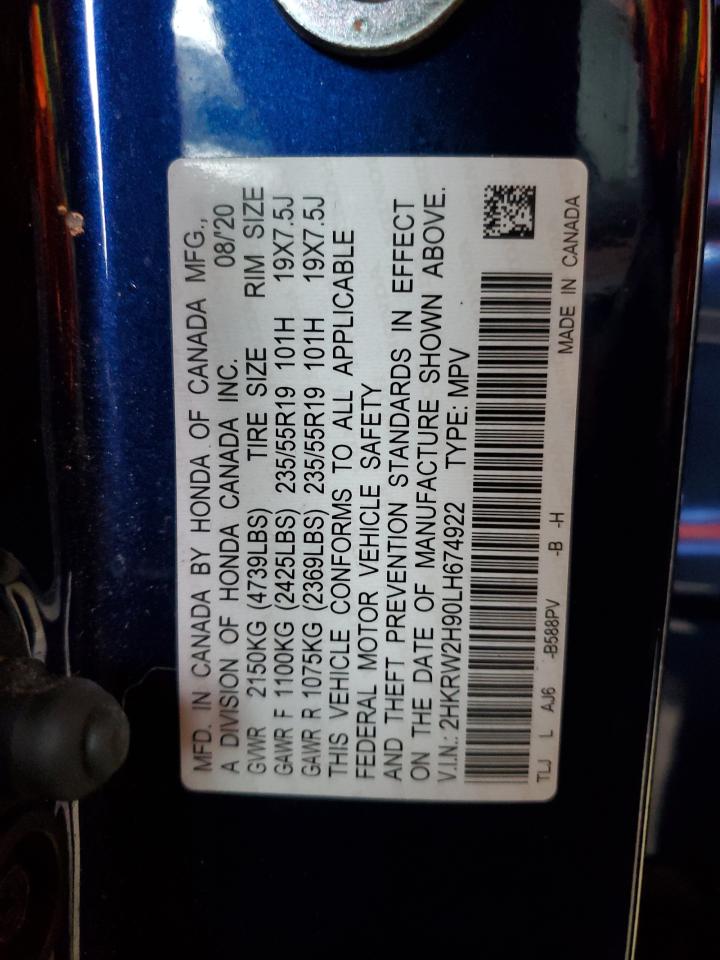 MFD. IN CANADA BY HONDA OF CANADA MFG.,
A DIVISION OF HONDA CANADA INC. 08/'20
GVWR 2150KG (4739LBS) TIRE SIZE RIM SIZE
GAWR F 1100KG (2425LBS) 235/55R19 101H 19X7.5J
GAWR R 1075KG (2369LBS) 235/55R19 101H 19X7.5J
THIS VEHICLE CONFORMS TO ALL APPLICABLE
FEDERAL MOTOR VEHICLE SAFETY
AND THEFT PREVENTION STANDARDS IN EFFECT
ON THE DATE OF MANUFACTURE SHOWN ABOVE.
V.I.N.: 2HKRW2H90LH674922 TYPE: MPV
TLJ L AJ6 -B588PV -B -H
MADE IN CANADA